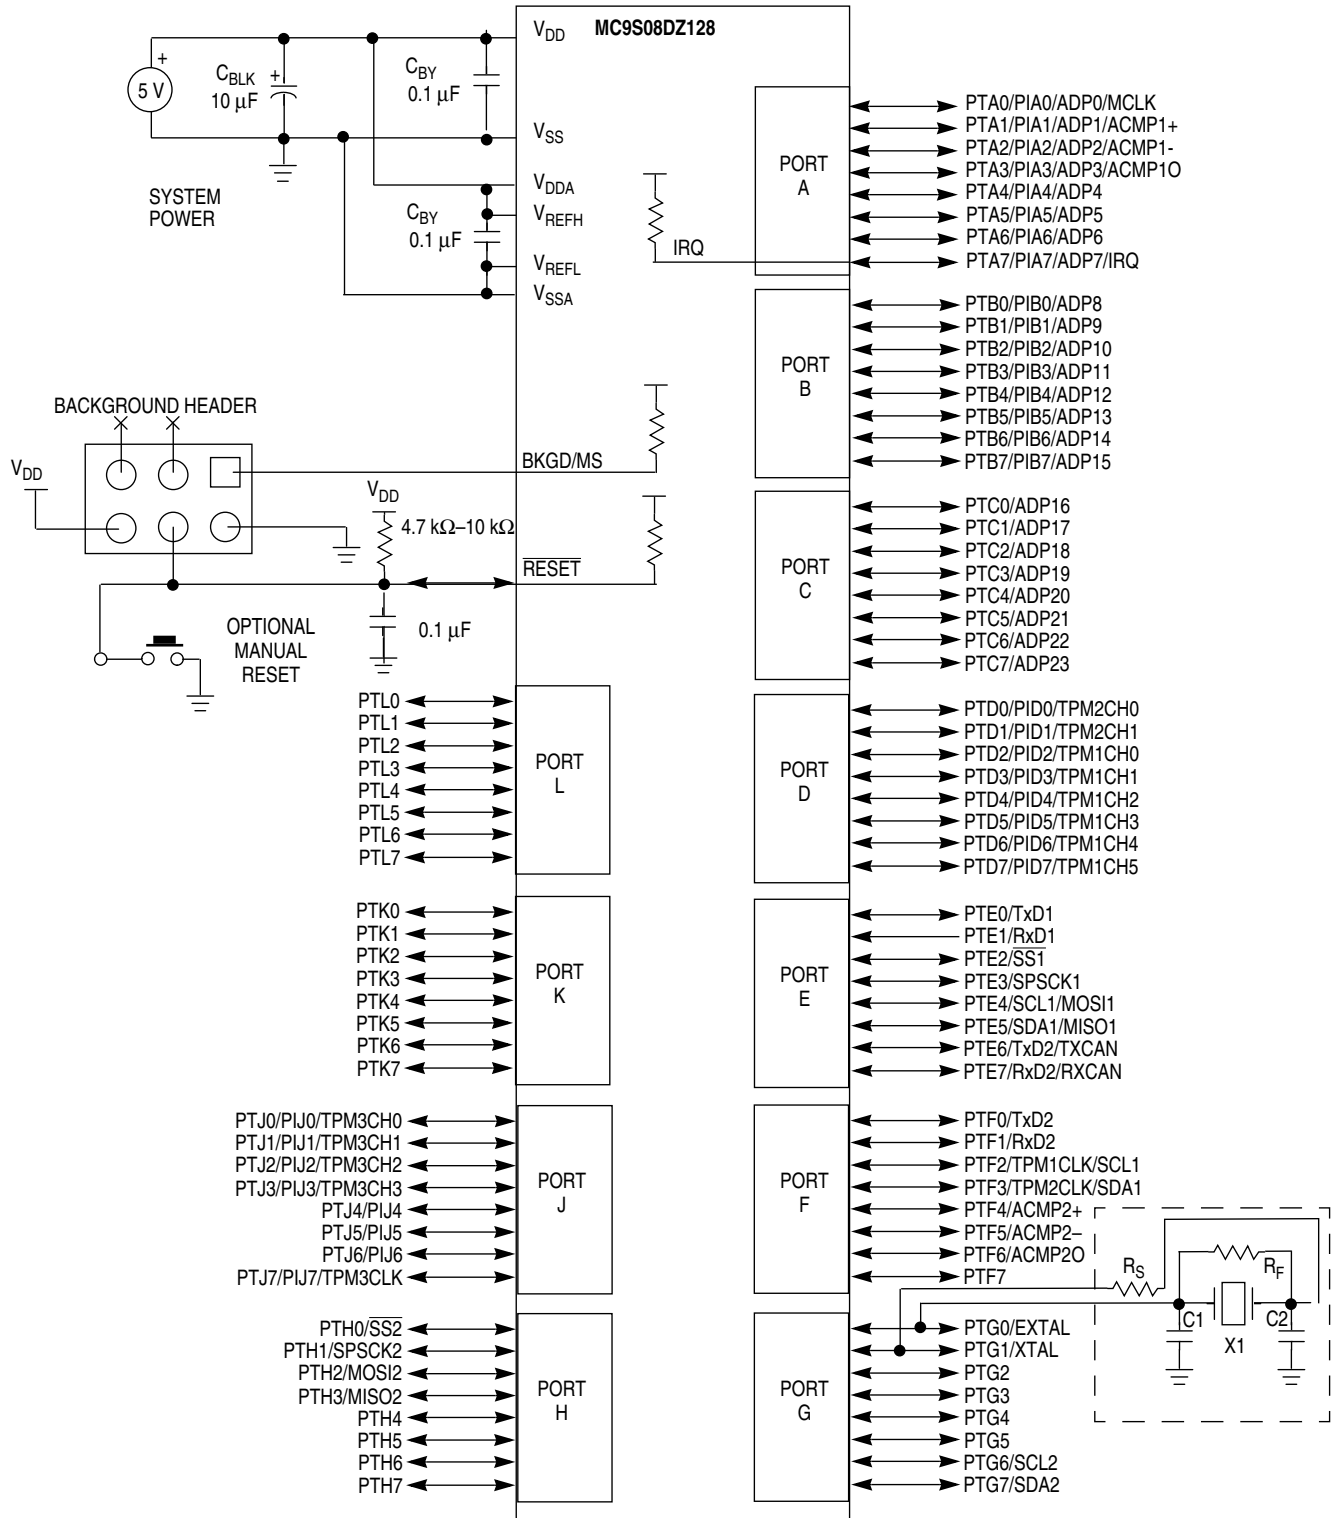 MC9S08DZ128
VDD
+
5 V
CBLK
10 µF
+
CBY
0.1 µF
VSS
SYSTEM
POWER
VDDA
CBY
0.1 µF
VREFH
VREFL
VSSA
BACKGROUND HEADER
VDD
BKGD/MS
VDD
4.7 kΩ–10 kΩ
RESET
0.1 µF
OPTIONAL
MANUAL
RESET
PTL0
PTL1
PTL2
PTL3
PTL4
PTL5
PTL6
PTL7
PORT
L
PTK0
PTK1
PTK2
PTK3
PTK4
PTK5
PTK6
PTK7
PORT
K
PTJ0/PIJ0/TPM3CH0
PTJ1/PIJ1/TPM3CH1
PTJ2/PIJ2/TPM3CH2
PTJ3/PIJ3/TPM3CH3
PTJ4/PIJ4
PTJ5/PIJ5
PTJ6/PIJ6
PTJ7/PIJ7/TPM3CLK
PORT
J
PTH0/SS2
PTH1/SPSCK2
PTH2/MOSI2
PTH3/MISO2
PTH4
PTH5
PTH6
PTH7
PORT
H
IRQ
PORT
A
PTA0/PIA0/ADP0/MCLK
PTA1/PIA1/ADP1/ACMP1+
PTA2/PIA2/ADP2/ACMP1-
PTA3/PIA3/ADP3/ACMP1O
PTA4/PIA4/ADP4
PTA5/PIA5/ADP5
PTA6/PIA6/ADP6
PTA7/PIA7/ADP7/IRQ
PORT
B
PTB0/PIB0/ADP8
PTB1/PIB1/ADP9
PTB2/PIB2/ADP10
PTB3/PIB3/ADP11
PTB4/PIB4/ADP12
PTB5/PIB5/ADP13
PTB6/PIB6/ADP14
PTB7/PIB7/ADP15
PORT
C
PTC0/ADP16
PTC1/ADP17
PTC2/ADP18
PTC3/ADP19
PTC4/ADP20
PTC5/ADP21
PTC6/ADP22
PTC7/ADP23
PORT
D
PTD0/PID0/TPM2CH0
PTD1/PID1/TPM2CH1
PTD2/PID2/TPM1CH0
PTD3/PID3/TPM1CH1
PTD4/PID4/TPM1CH2
PTD5/PID5/TPM1CH3
PTD6/PID6/TPM1CH4
PTD7/PID7/TPM1CH5
PORT
E
PTE0/TxD1
PTE1/RxD1
PTE2/SS1
PTE3/SPSCK1
PTE4/SCL1/MOSI1
PTE5/SDA1/MISO1
PTE6/TxD2/TXCAN
PTE7/RxD2/RXCAN
PORT
F
PTF0/TxD2
PTF1/RxD2
PTF2/TPM1CLK/SCL1
PTF3/TPM2CLK/SDA1
PTF4/ACMP2+
PTF5/ACMP2–
PTF6/ACMP2O
PTF7
PORT
G
PTG0/EXTAL
PTG1/XTAL
PTG2
PTG3
PTG4
PTG5
PTG6/SCL2
PTG7/SDA2
RS
RF
C1
C2
X1